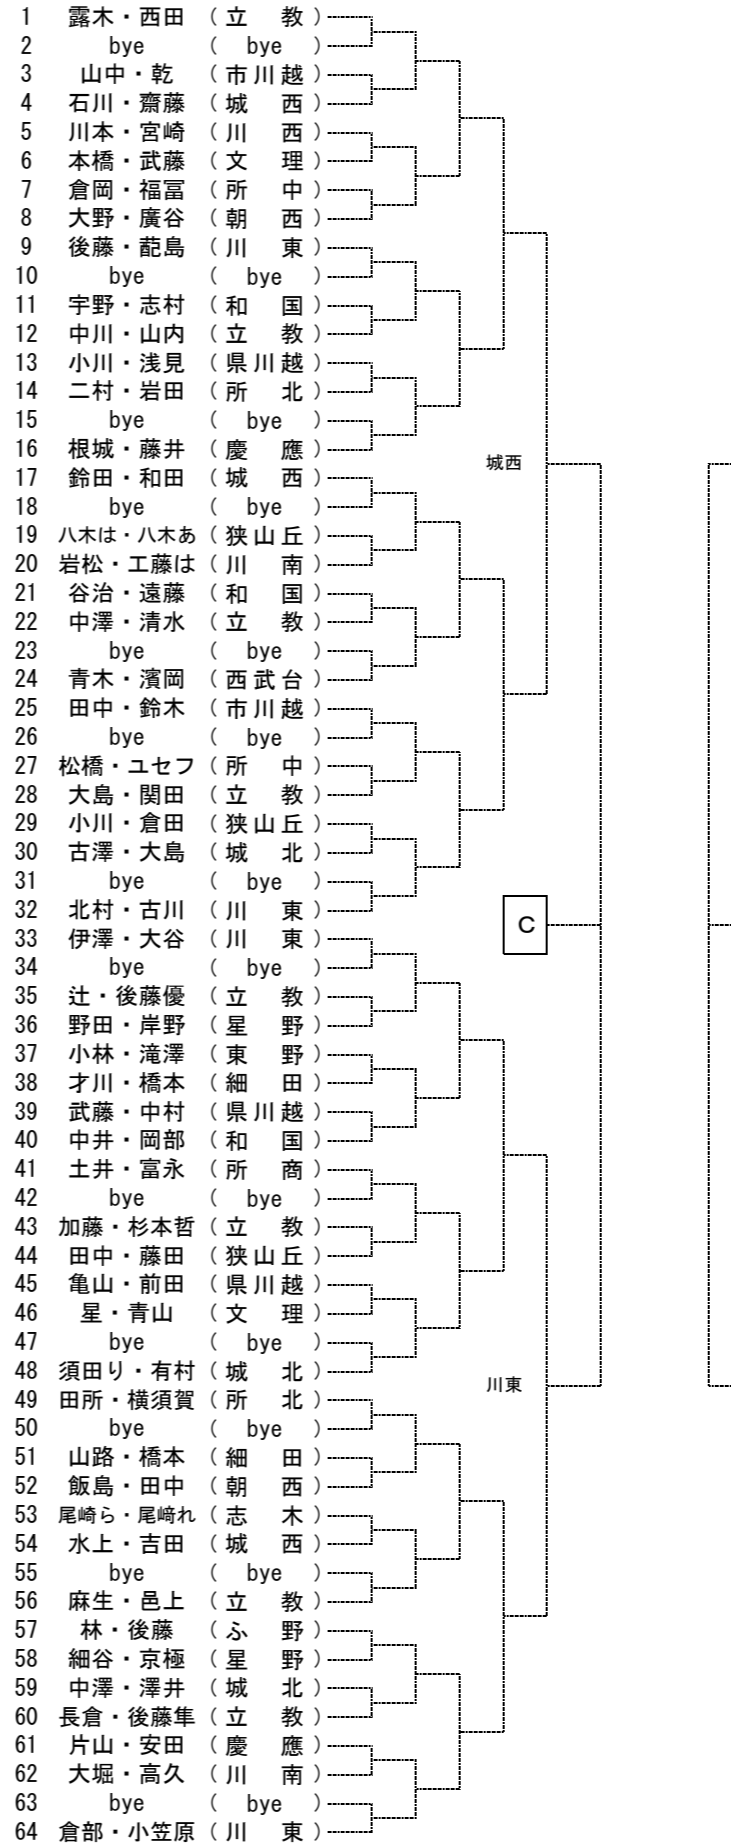 1 露木・西田 （立 教）
2 bye （ bye ）
3 山中・乾 （市川越）
4 石川・齋藤 （城 西）
5 川本・宮崎 （川 西）
6 本橋・武藤 （文 理）
7 倉岡・福冨 （所 中）
8 大野・廣谷 （朝 西）
9 後藤・蓜島 （川 東）
10 bye （ bye ）
11 宇野・志村 （和 国）
12 中川・山内 （立 教）
13 小川・浅見 （県川越）
14 二村・岩田 （所 北）
15 bye （ bye ）
16 根城・藤井 （慶 應）
城西
17 鈴田・和田 （城 西）
18 bye （ bye ）
19 八木は・八木あ （狭山丘）
20 岩松・工藤は （川 南）
21 谷治・遠藤 （和 国）
22 中澤・清水 （立 教）
23 bye （ bye ）
24 青木・濱岡 （西武台）
25 田中・鈴木 （市川越）
26 bye （ bye ）
27 松橋・ユセフ （所 中）
28 大島・関田 （立 教）
29 小川・倉田 （狭山丘）
30 古澤・大島 （城 北）
31 bye （ bye ）
32 北村・古川 （川 東）
C
33 伊澤・大谷 （川 東）
34 bye （ bye ）
35 辻・後藤優 （立 教）
36 野田・岸野 （星 野）
37 小林・滝澤 （東 野）
38 才川・橋本 （細 田）
39 武藤・中村 （県川越）
40 中井・岡部 （和 国）
41 土井・富永 （所 商）
42 bye （ bye ）
43 加藤・杉本哲 （立 教）
44 田中・藤田 （狭山丘）
45 亀山・前田 （県川越）
46 星・青山 （文 理）
47 bye （ bye ）
48 須田り・有村 （城 北）
川東
49 田所・横須賀 （所 北）
50 bye （ bye ）
51 山路・橋本 （細 田）
52 飯島・田中 （朝 西）
53 尾崎ら・尾﨑れ （志 木）
54 水上・吉田 （城 西）
55 bye （ bye ）
56 麻生・邑上 （立 教）
57 林・後藤 （ふ 野）
58 細谷・京極 （星 野）
59 中澤・澤井 （城 北）
60 長倉・後藤隼 （立 教）
61 片山・安田 （慶 應）
62 大堀・高久 （川 南）
63 bye （ bye ）
64 倉部・小笠原 （川 東）